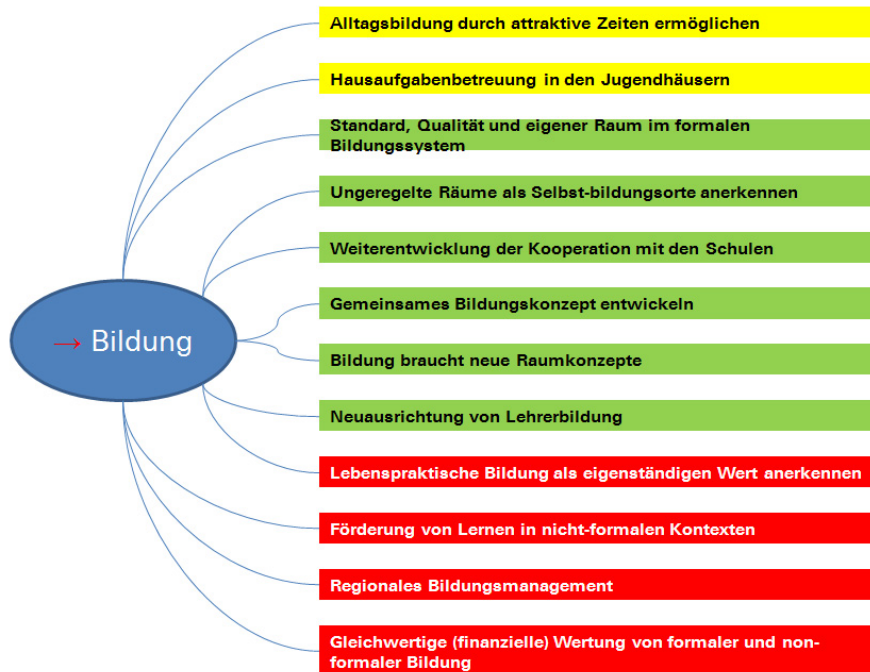 Alltagsbildung durch attraktive Zeiten ermöglichen
Hausaufgabenbetreuung in den Jugendhäusern
Standard, Qualität und eigener Raum im formalen
Bildungssystem
Ungeregelte Räume als Selbst-bildungsorte anerkennen
Weiterentwicklung der Kooperation mit den Schulen
Gemeinsames Bildungskonzept entwickeln
→ Bildung
Bildung braucht neue Raumkonzepte
Neuausrichtung von Lehrerbildung
Lebenspraktische Bildung als eigenständigen Wert anerkennen
Förderung von Lernen in nicht-formalen Kontexten
Regionales Bildungsmanagement
Gleichwertige (finanzielle) Wertung von formaler und non-
formaler Bildung